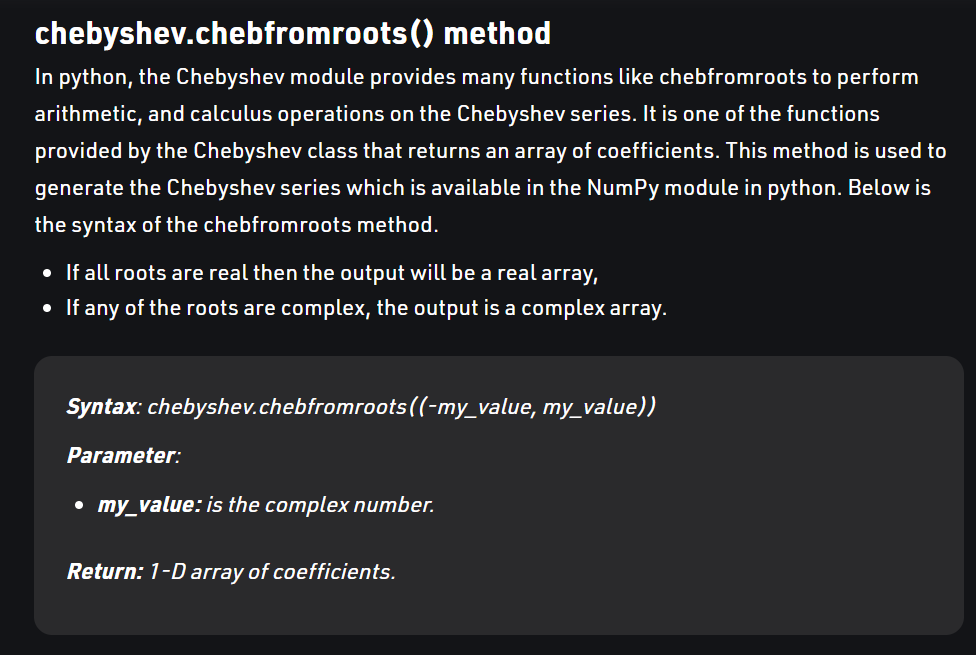 chebyshev.chebfromroots() method
In python, the Chebyshev module provides many functions like chebfromroots to perform
arithmetic, and calculus operations on the Chebyshev series. It is one of the functions
provided by the Chebyshev class that returns an array of coefficients. This method is used to
generate the Chebyshev series which is available in the NumPy module in python. Below is
the syntax of the chebfromroots method.
• If all roots are real then the output will be a real array,
• If any of the roots are complex, the output is a complex array.
Syntax: chebyshev.chebfromroots((-my_value, my_value))
Parameter:
• my_value: is the complex number.
Return: 1-D array of coefficients.